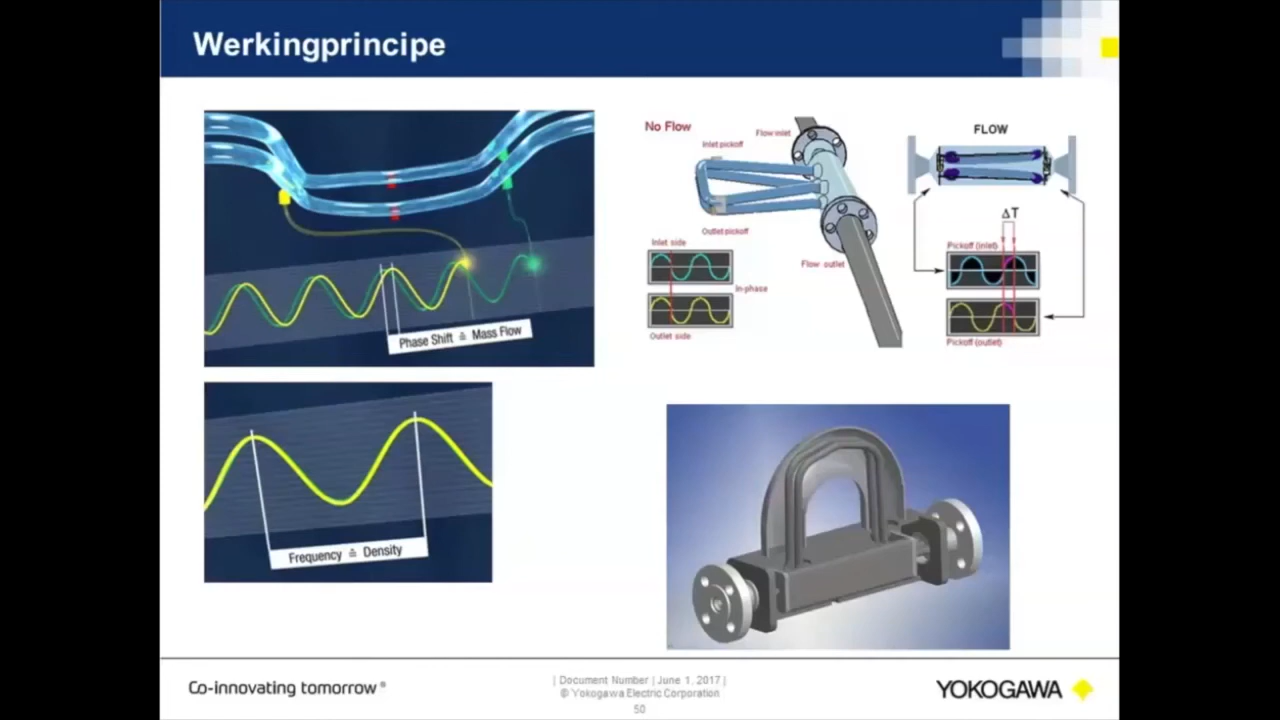 Werkingprincipe
Phase Shift ≙ Mass Flow
Frequency ≙ Density
No Flow
Flow inlet
Inlet pickoff
Outlet pickoff
Inlet side
In-phase
Outlet side
Flow outlet
FLOW
ΔT
Pickoff (inlet)
Pickoff (outlet)
Co-innovating tomorrow®
| Document Number | June 1, 2017 |
© Yokogawa Electric Corporation
50
YOKOGAWA